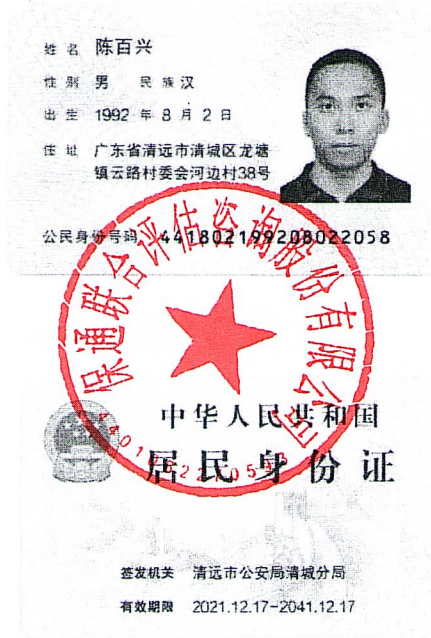 姓名 陈百兴
性别 男 民族 汉
出生 1992 年 8 月 2 日
住址 广东省清远市清城区龙塘
镇云路村委会河边村38号
公民身份号码 441802199208022058
保通联合评估咨询股份有限公司
中华人民共和国
居民身份证
签发机关 清远市公安局清城分局
有效期限 2021.12.17-2041.12.17